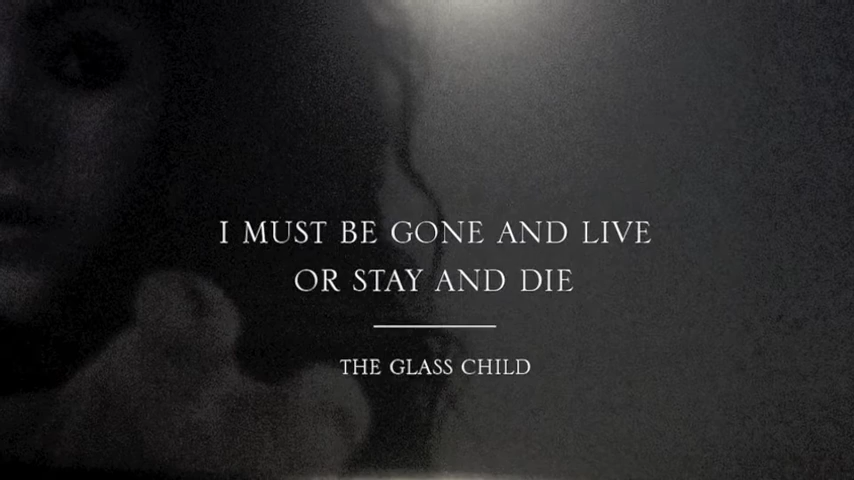 I MUST BE GONE AND LIVE
OR STAY AND DIE
THE GLASS CHILD